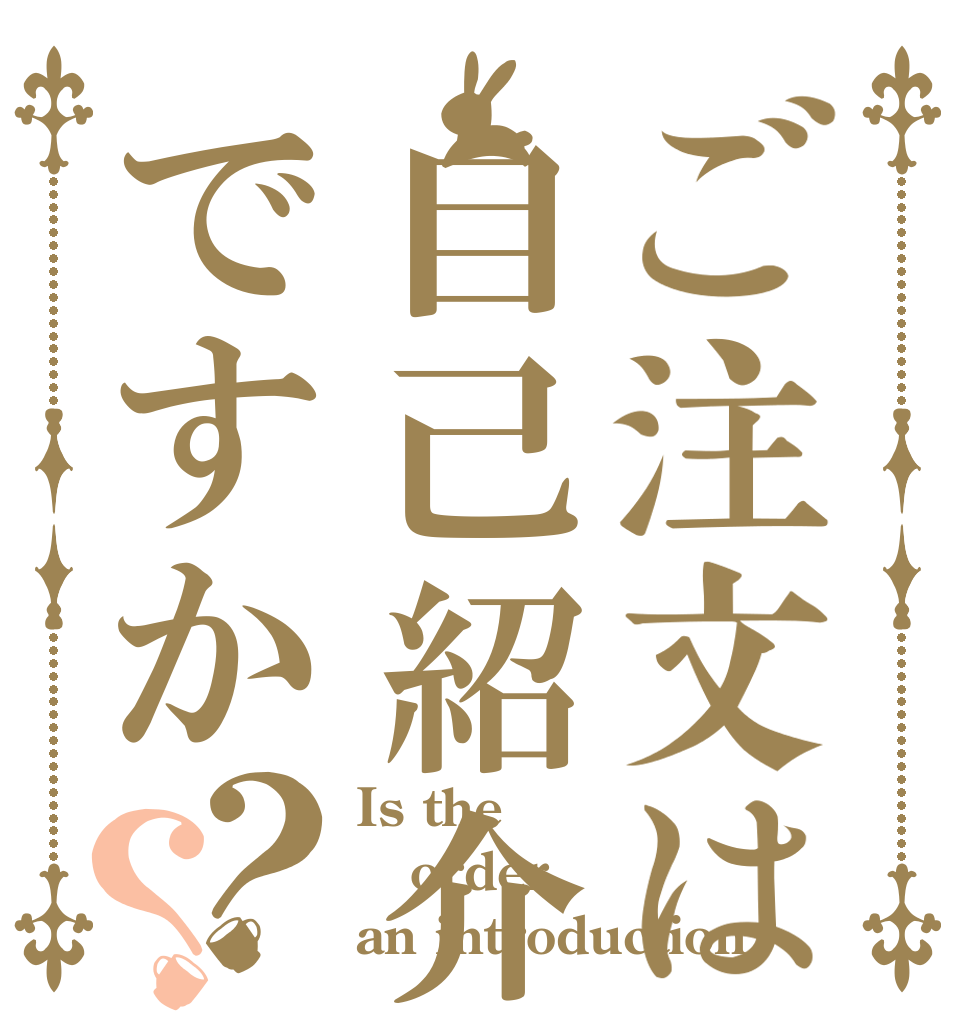 ご注文は
自己紹介
ですか？
Is the
order
an introduction